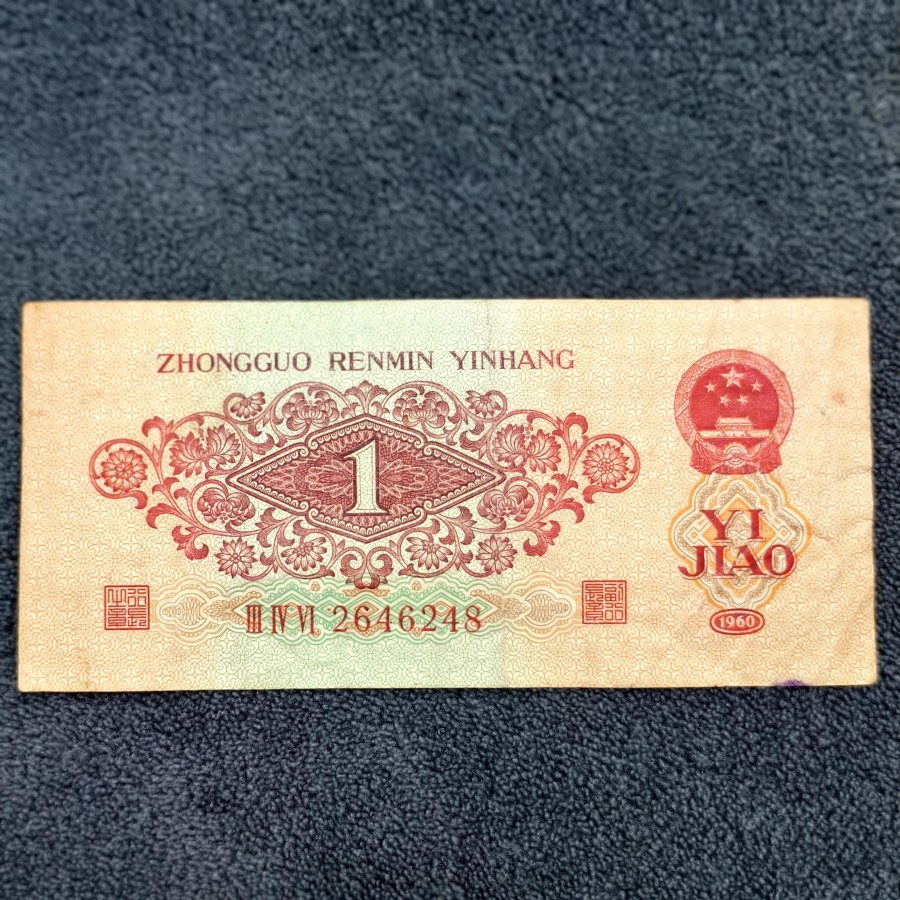 ZHONGGUO RENMIN YINHANG
1
YI
JIAO
III IV VI 2646248
1960